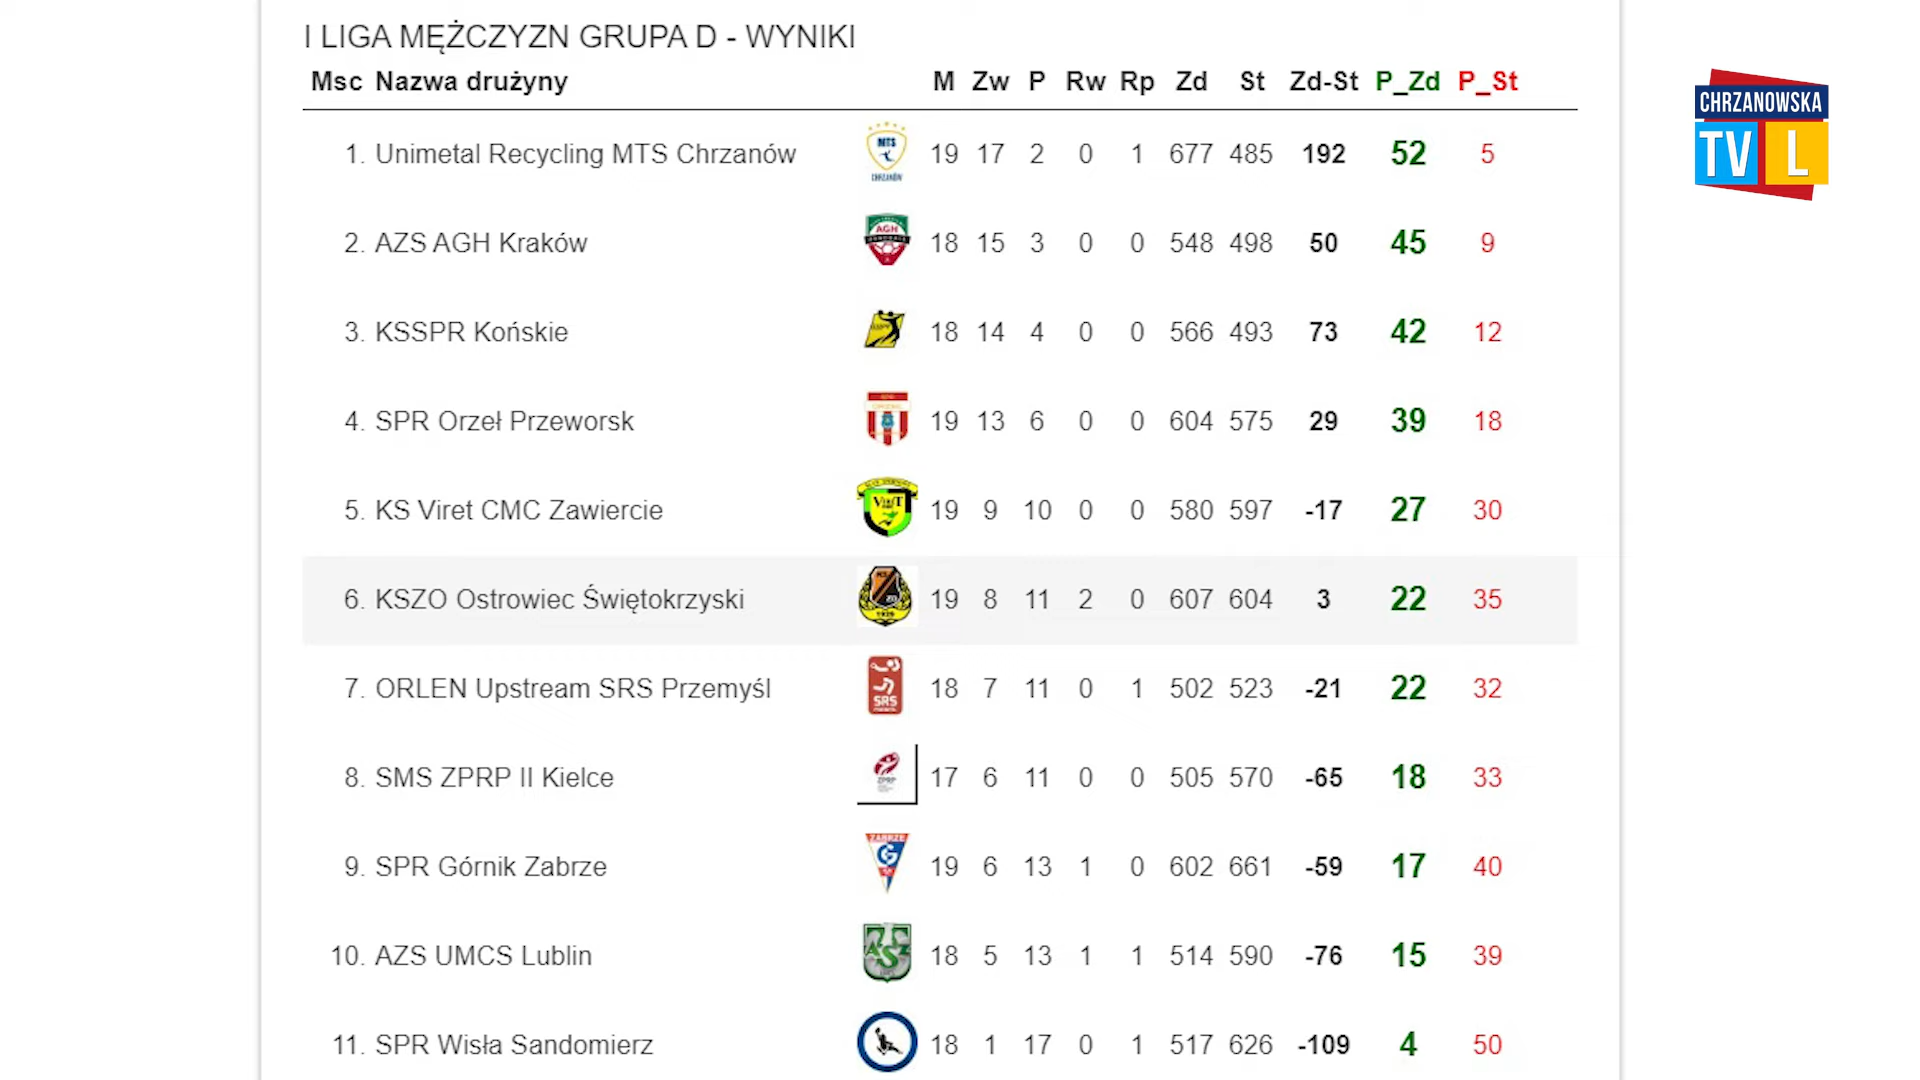 I LIGA MĘŻCZYZN GRUPA D - WYNIKI
Msc Nazwa drużyny M Zw P Rw Rp Zd St Zd-St P_Zd P_St
1. Unimetal Recycling MTS Chrzanów 19 17 2 0 1 677 485 192 52 5
2. AZS AGH Kraków 18 15 3 0 0 548 498 50 45 9
3. KSSPR Końskie 18 14 4 0 0 566 493 73 42 12
4. SPR Orzeł Przeworsk 19 13 6 0 0 604 575 29 39 18
5. KS Viret CMC Zawiercie 19 9 10 0 0 580 597 -17 27 30
6. KSZO Ostrowiec Świętokrzyski 19 8 11 2 0 607 604 3 22 35
7. ORLEN Upstream SRS Przemyśl 18 7 11 0 1 502 523 -21 22 32
8. SMS ZPRP II Kielce 17 6 11 0 0 505 570 -65 18 33
9. SPR Górnik Zabrze 19 6 13 1 0 602 661 -59 17 40
10. AZS UMCS Lublin 18 5 13 1 1 514 590 -76 15 39
11. SPR Wisła Sandomierz 18 1 17 0 1 517 626 -109 4 50
CHRZANOWSKA
TV L
MTS
CHRZANÓW
AGH
SRS
ZPRP
ZABRZE
AZS
1929